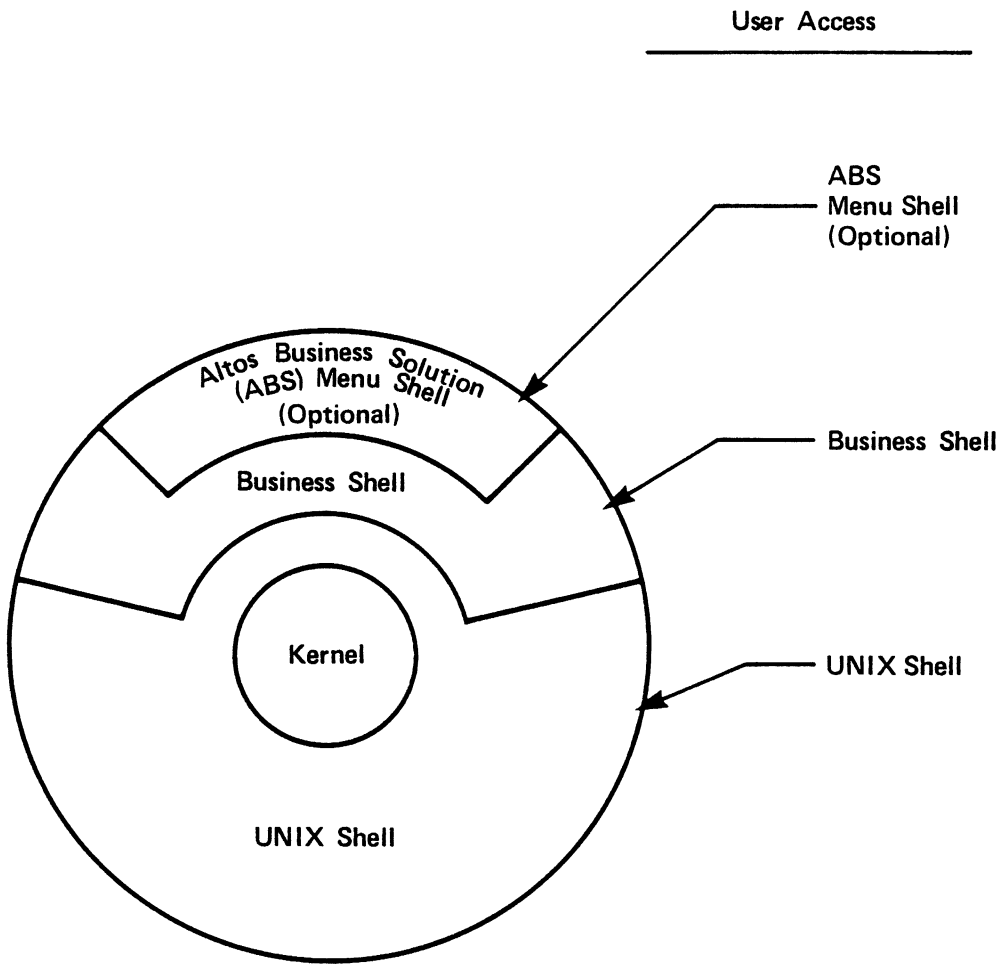 User Access
ABS
Menu Shell
(Optional)
Altos Business Solution
(ABS) Menu Shell
(Optional)
Business Shell
Business Shell
Kernel
UNIX Shell
UNIX Shell